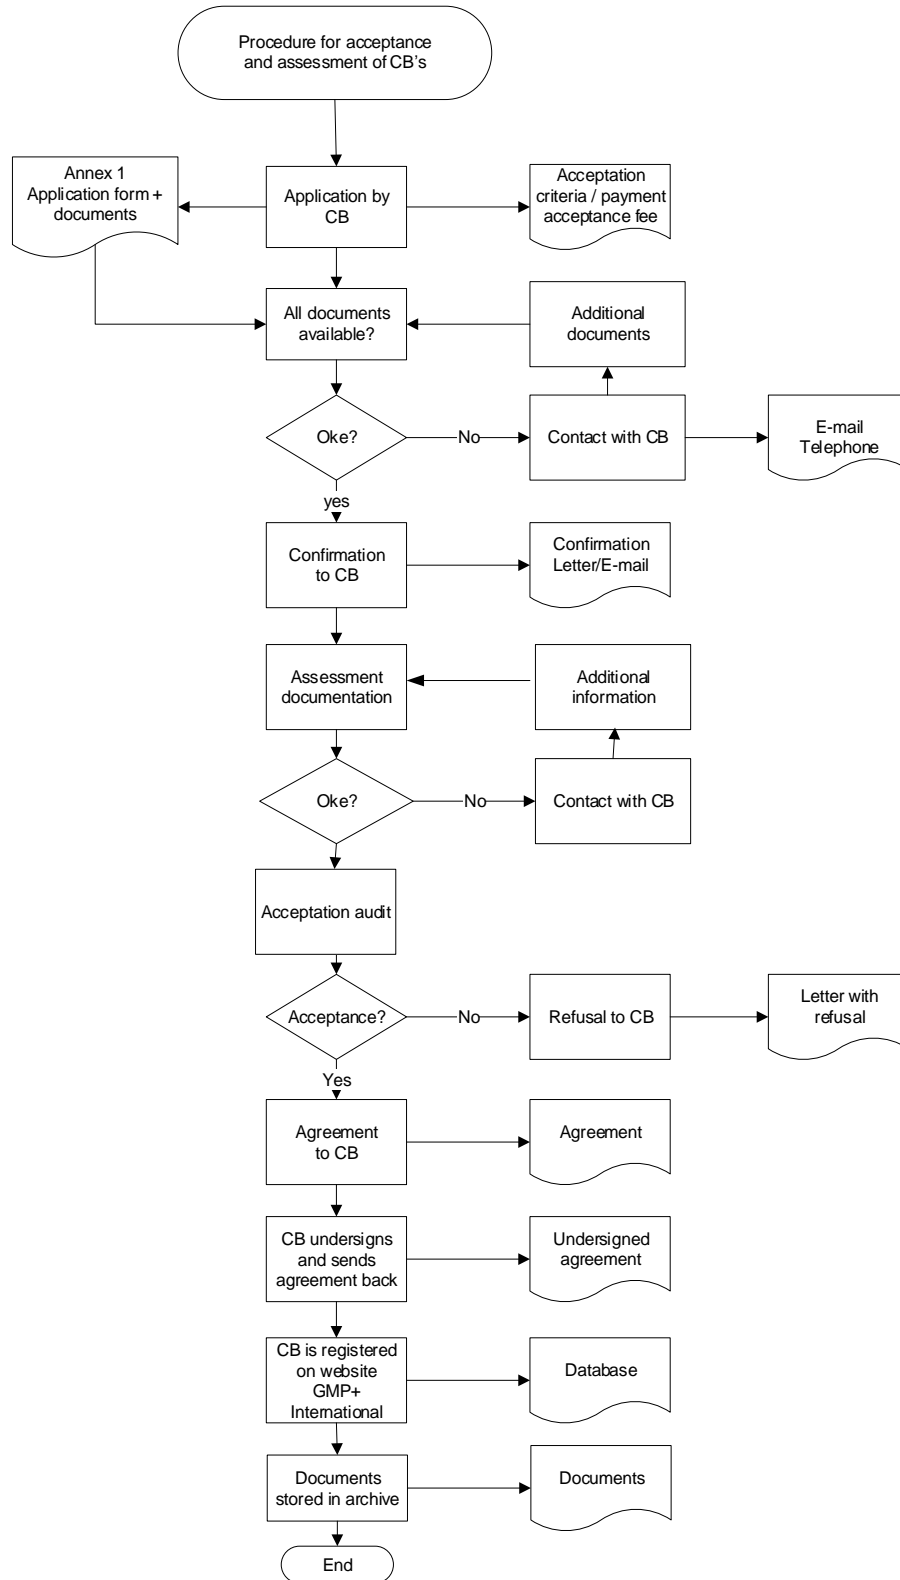 Procedure for acceptance
and assessment of CB's
Annex 1
Application form +
documents
Application by
CB
Acceptation
criteria / payment
acceptance fee
All documents
available?
Additional
documents
Oke?
No
Contact with CB
E-mail
Telephone
yes
Confirmation
to CB
Confirmation
Letter/E-mail
Assessment
documentation
Additional
information
Oke?
No
Contact with CB
Acceptation audit
Acceptance?
No
Refusal to CB
Letter with
refusal
Yes
Agreement
to CB
Agreement
CB undersigns
and sends
agreement back
Undersigned
agreement
CB is registered
on website
GMP+
International
Database
Documents
stored in archive
Documents
End